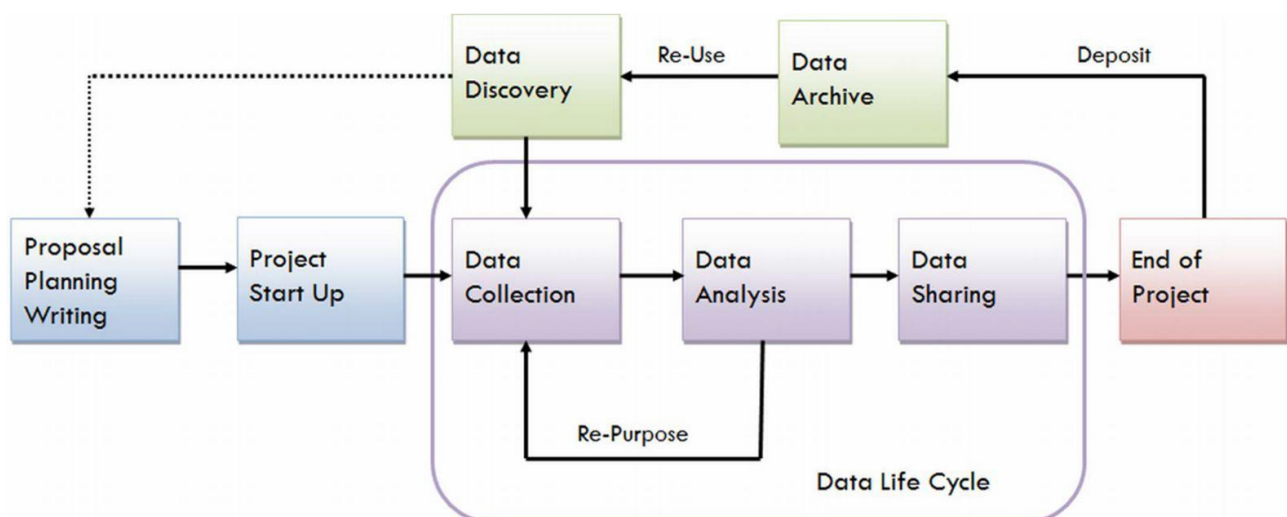 Data
Discovery
Re-Use
Data
Archive
Deposit
Proposal
Planning
Writing
Project
Start Up
Data
Collection
Data
Analysis
Data
Sharing
End of
Project
Re-Purpose
Data Life Cycle